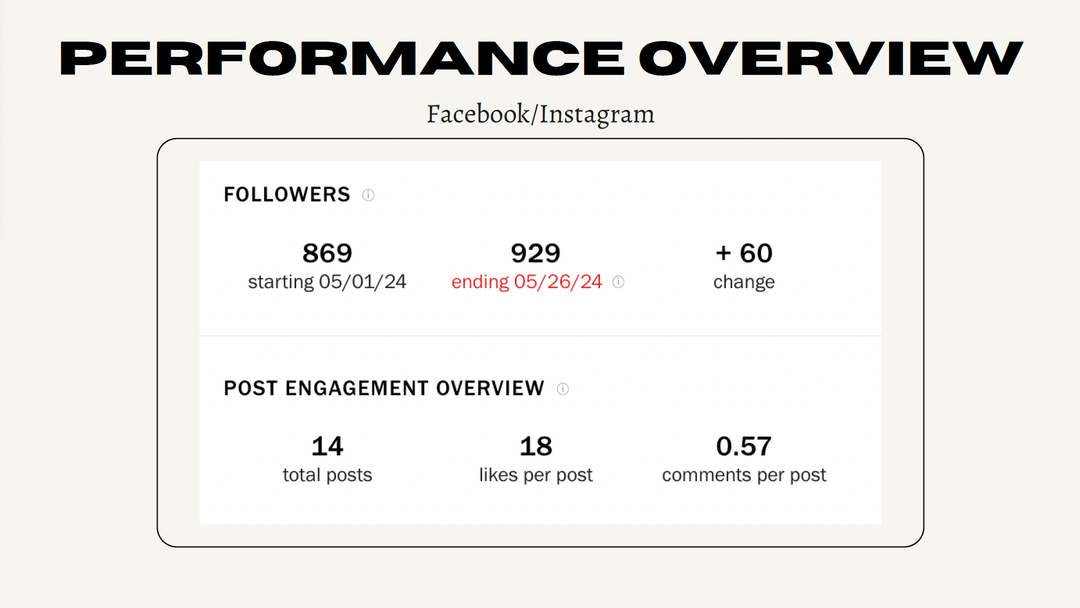 PERFORMANCE OVERVIEW
Facebook/Instagram
FOLLOWERS ⓘ
869 929 + 60
starting 05/01/24 ending 05/26/24 ⓘ change
POST ENGAGEMENT OVERVIEW ⓘ
14 18 0.57
total posts likes per post comments per post